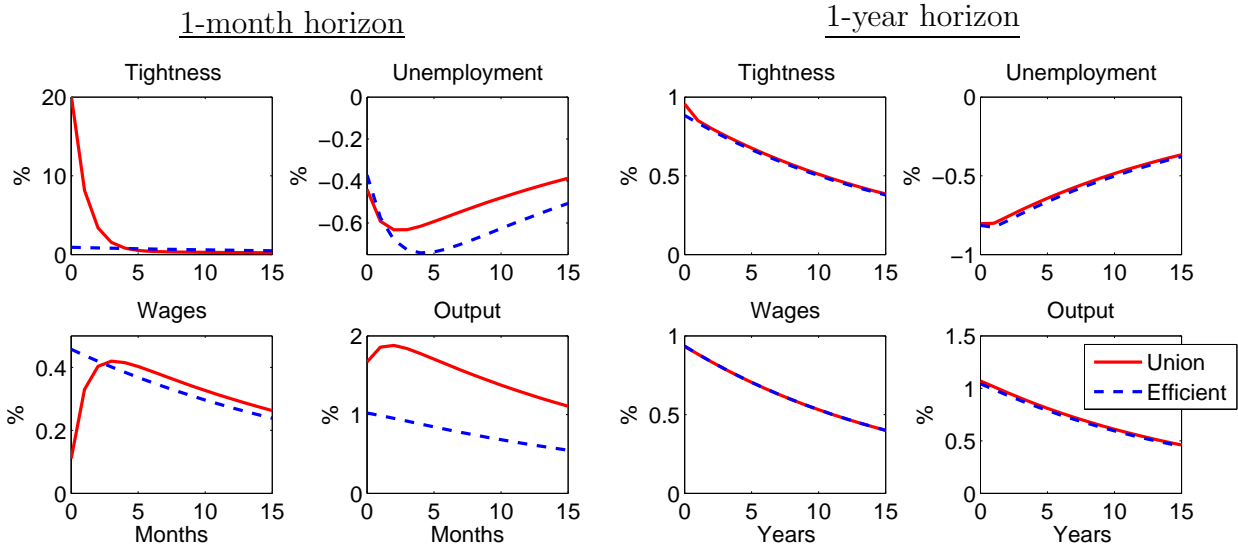 1-month horizon
1-year horizon
Tightness
Unemployment
Tightness
Unemployment
20
10
0
%
0 5 10 15
0
−0.2
−0.4
−0.6
%
0 5 10 15
1
0.5
0
%
0 5 10 15
0
−0.5
−1
%
0 5 10 15
Wages
Output
Wages
Output
0.4
0.2
0
%
0 5 10 15
Months
2
1
0
%
0 5 10 15
Months
1
0.5
0
%
0 5 10 15
Years
1.5
1
0.5
0
%
0 5 10 15
Years
Union
Efficient